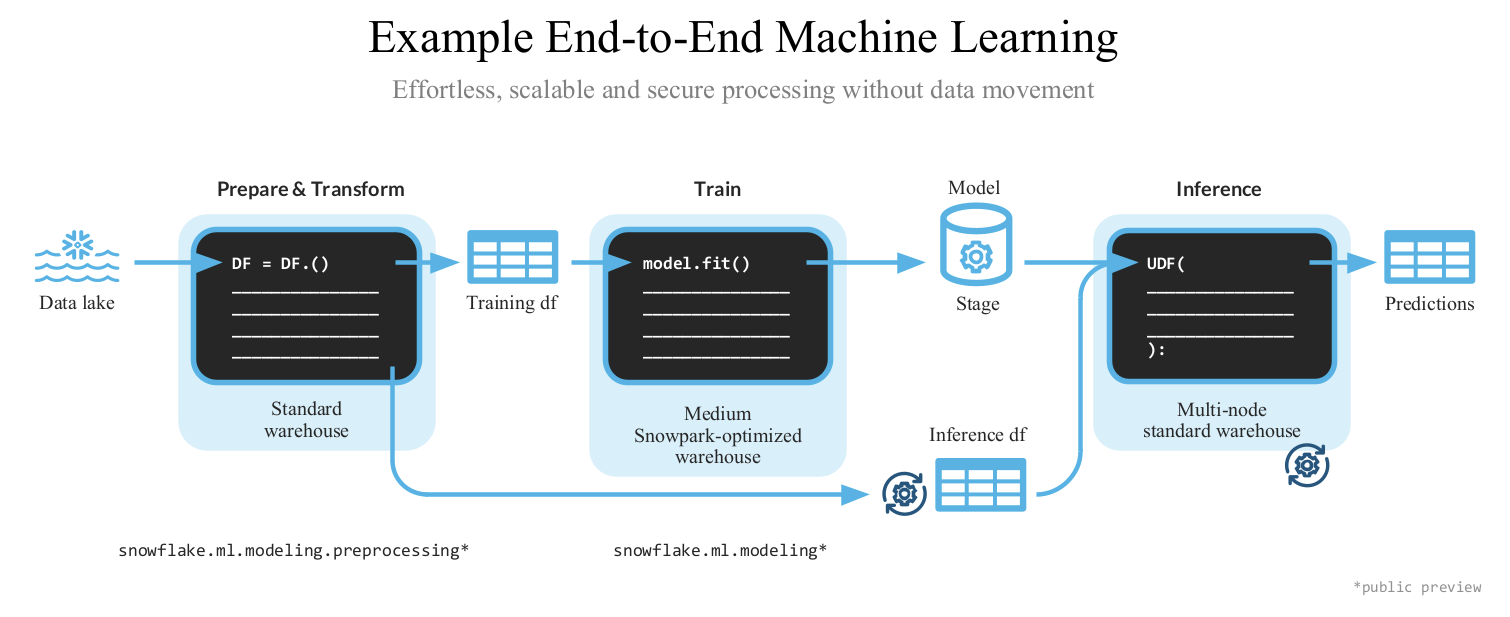 Example End-to-End Machine Learning
Effortless, scalable and secure processing without data movement
Prepare & Transform
Train
Model
Inference
DF = DF.()
model.fit()
UDF(
):
Data lake
Training df
Stage
Predictions
Standard
warehouse
Medium
Snowpark-optimized
warehouse
Inference df
Multi-node
standard warehouse
snowflake.ml.modeling.preprocessing*
snowflake.ml.modeling*
*public preview